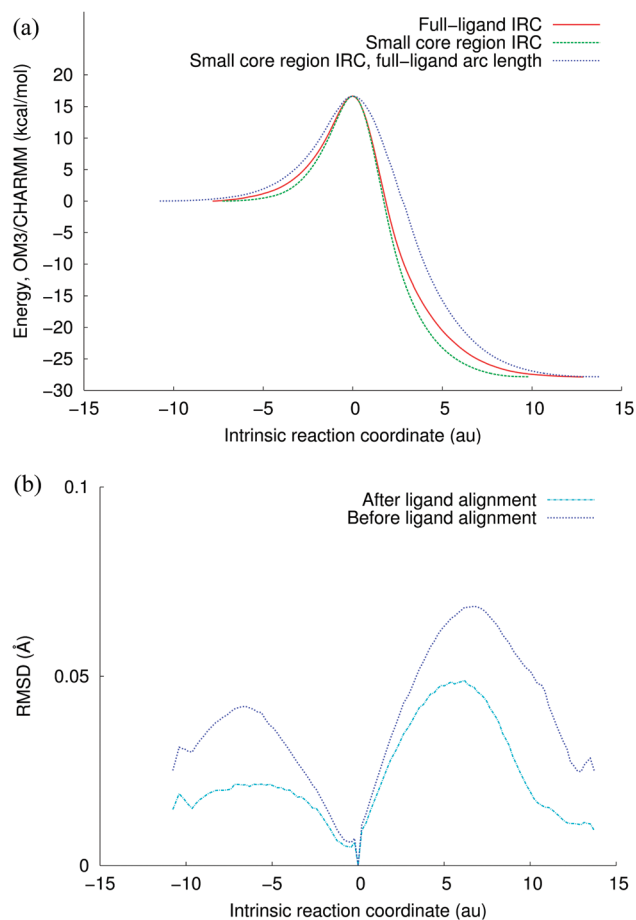 (a)
Full−ligand IRC
Small core region IRC
Small core region IRC, full−ligand arc length
Energy, OM3/CHARMM (kcal/mol)
20
15
10
5
0
−5
−10
−15
−20
−25
−30
−15 −10 −5 0 5 10 15
Intrinsic reaction coordinate (au)
(b)
After ligand alignment
Before ligand alignment
RMSD (Å)
0.1
0.05
0
−15 −10 −5 0 5 10 15
Intrinsic reaction coordinate (au)